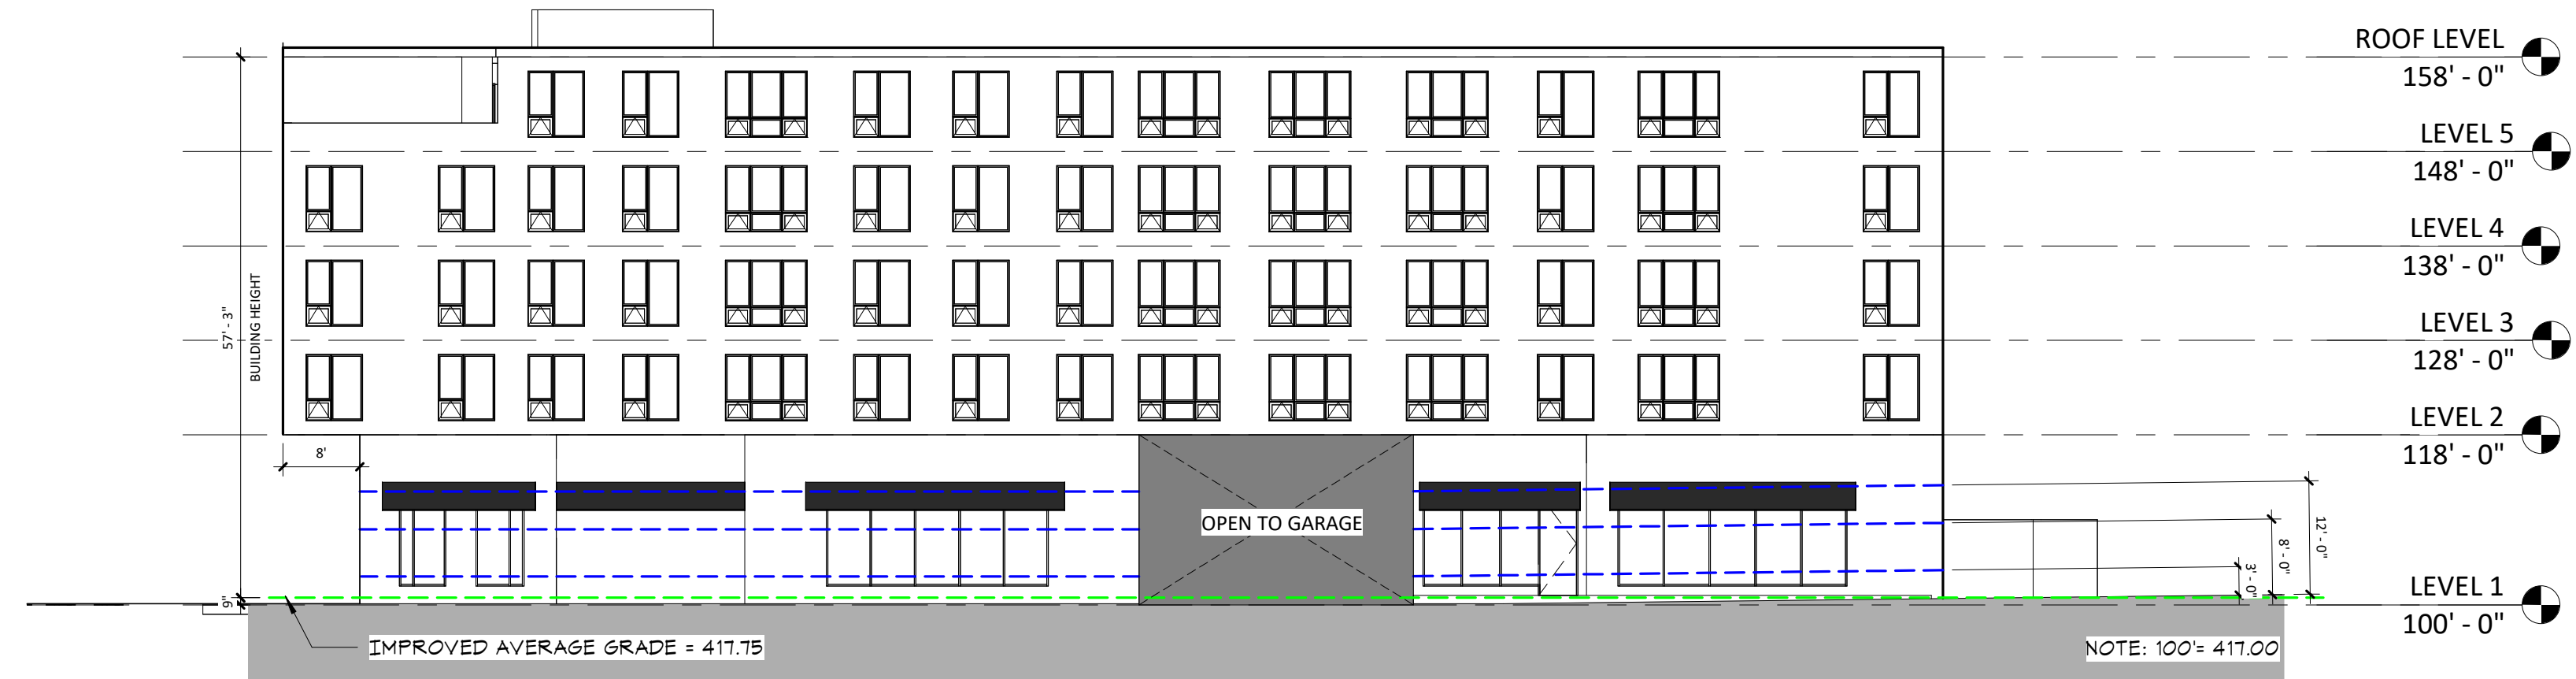 ROOF LEVEL
158' - 0"
LEVEL 5
148' - 0"
LEVEL 4
138' - 0"
LEVEL 3
128' - 0"
LEVEL 2
118' - 0"
LEVEL 1
100' - 0"
57' - 3"
BUILDING HEIGHT
8'
9"
OPEN TO GARAGE
12' - 0"
8' - 0"
3' - 0"
IMPROVED AVERAGE GRADE = 417.75
NOTE: 100'= 417.00